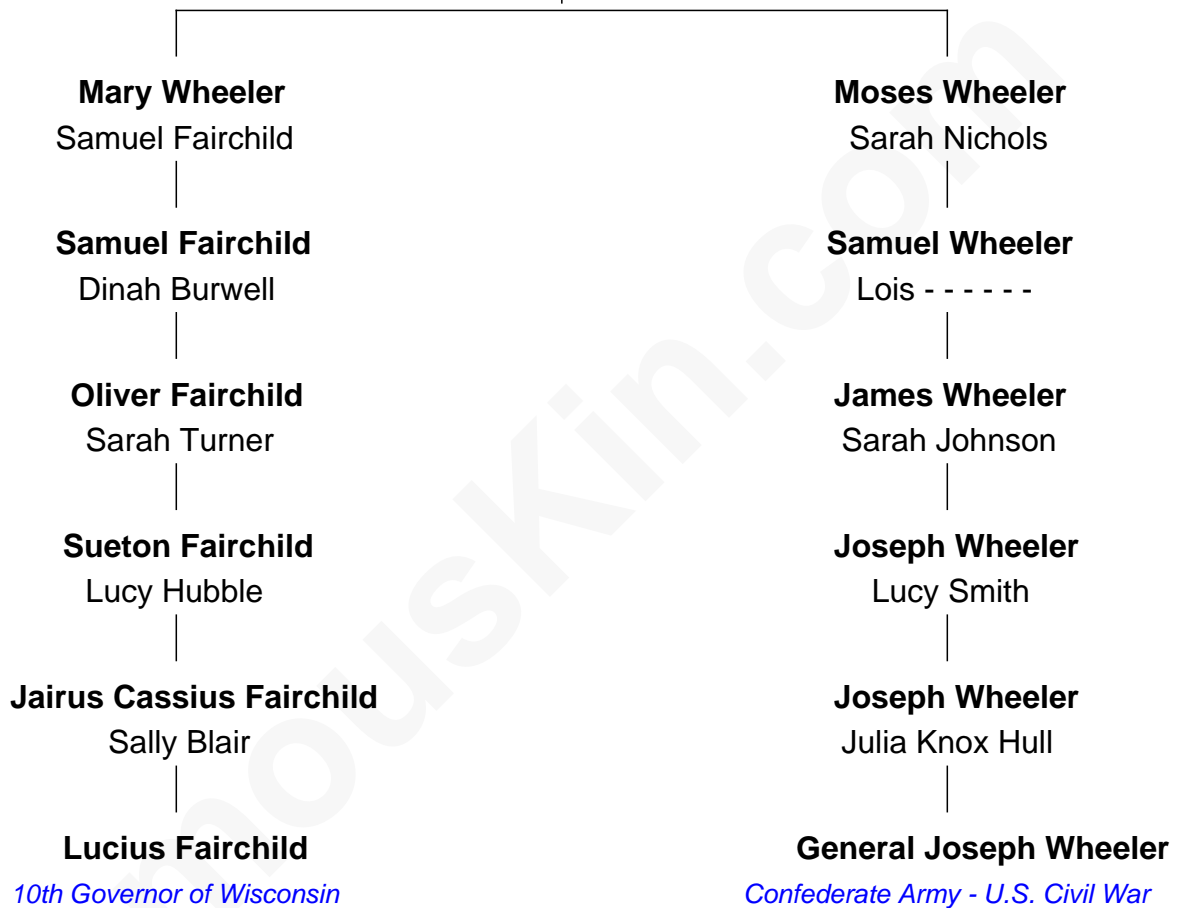 Mary Wheeler
Samuel Fairchild
Moses Wheeler
Sarah Nichols
Samuel Fairchild
Dinah Burwell
Samuel Wheeler
Lois - - - - - -
Oliver Fairchild
Sarah Turner
James Wheeler
Sarah Johnson
Sueton Fairchild
Lucy Hubble
Joseph Wheeler
Lucy Smith
Jairus Cassius Fairchild
Sally Blair
Joseph Wheeler
Julia Knox Hull
Lucius Fairchild
10th Governor of Wisconsin
General Joseph Wheeler
Confederate Army - U.S. Civil War
mouskin.com